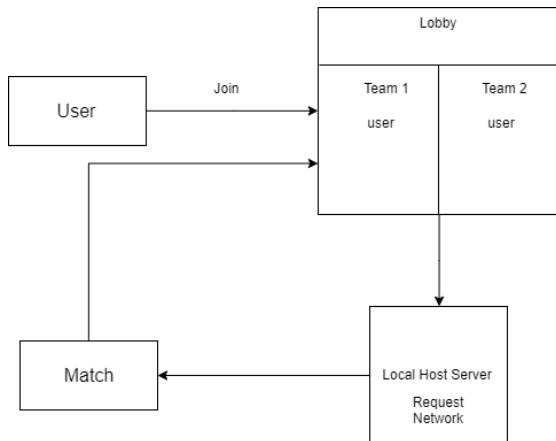 Lobby
User
Join
Team 1
Team 2
user
user
Match
Local Host Server
Request
Network